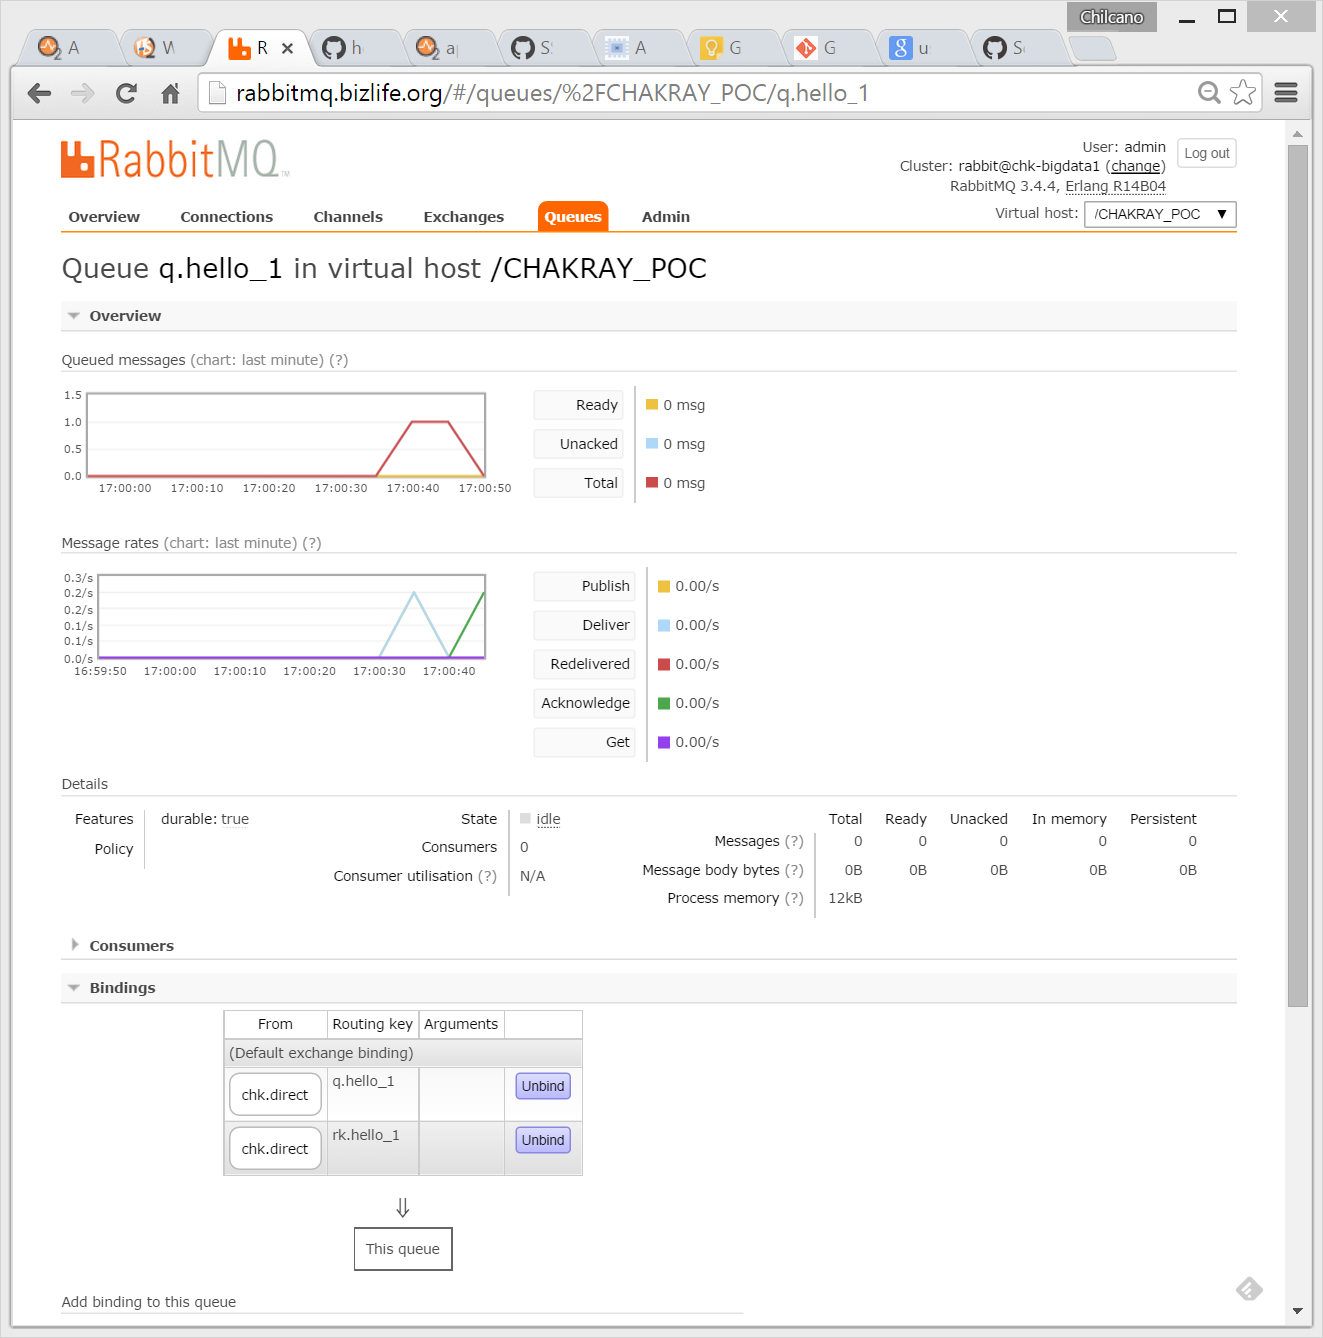 Chilcano
A W R h a S A G G u S
rabbitmq.bizlife.org/#/queues/%2FCHAKRAY_POC/q.hello_1
RabbitMQ™
User: admin
Log out
Cluster: rabbit@chk-bigdata1 (change)
RabbitMQ 3.4.4, Erlang R14B04
Virtual host: /CHAKRAY_POC
Overview Connections Channels Exchanges Queues Admin
Queue q.hello_1 in virtual host /CHAKRAY_POC
Overview
Queued messages (chart: last minute) (?)
1.5
1.0
0.5
0.0
17:00:00 17:00:10 17:00:20 17:00:30 17:00:40 17:00:50
Ready 0 msg
Unacked 0 msg
Total 0 msg
Message rates (chart: last minute) (?)
0.3/s
0.2/s
0.2/s
0.1/s
0.1/s
0.0/s
16:59:50 17:00:00 17:00:10 17:00:20 17:00:30 17:00:40
Publish 0.00/s
Deliver 0.00/s
Redelivered 0.00/s
Acknowledge 0.00/s
Get 0.00/s
Details
Features durable: true
Policy
State idle
Consumers 0
Consumer utilisation (?) N/A
Total Ready Unacked In memory Persistent
Messages (?) 0 0 0 0 0
Message body bytes (?) 0B 0B 0B 0B 0B
Process memory (?) 12kB
Consumers
Bindings
From Routing key Arguments
(Default exchange binding)
chk.direct q.hello_1 Unbind
chk.direct rk.hello_1 Unbind
⇓
This queue
Add binding to this queue